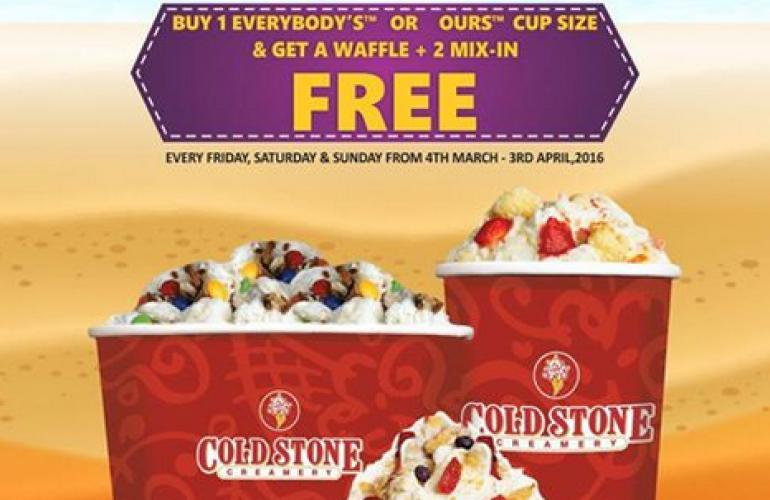 BUY 1 EVERYBODY'S™ OR OURS™ CUP SIZE
& GET A WAFFLE + 2 MIX-IN
FREE
EVERY FRIDAY, SATURDAY & SUNDAY FROM 4TH MARCH - 3RD APRIL,2016
COLD STONE
CREAMERY
COLD STONE
CREAMERY